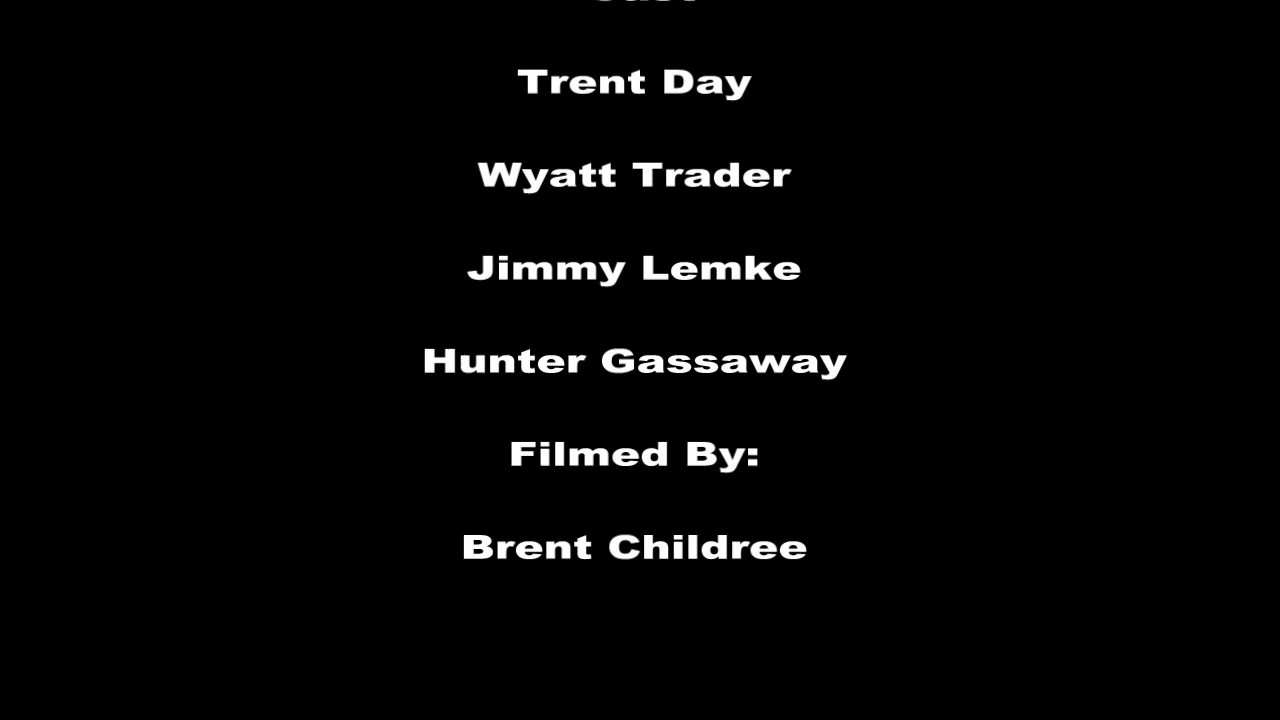 Trent Day
Wyatt Trader
Jimmy Lemke
Hunter Gassaway
Filmed By:
Brent Childree